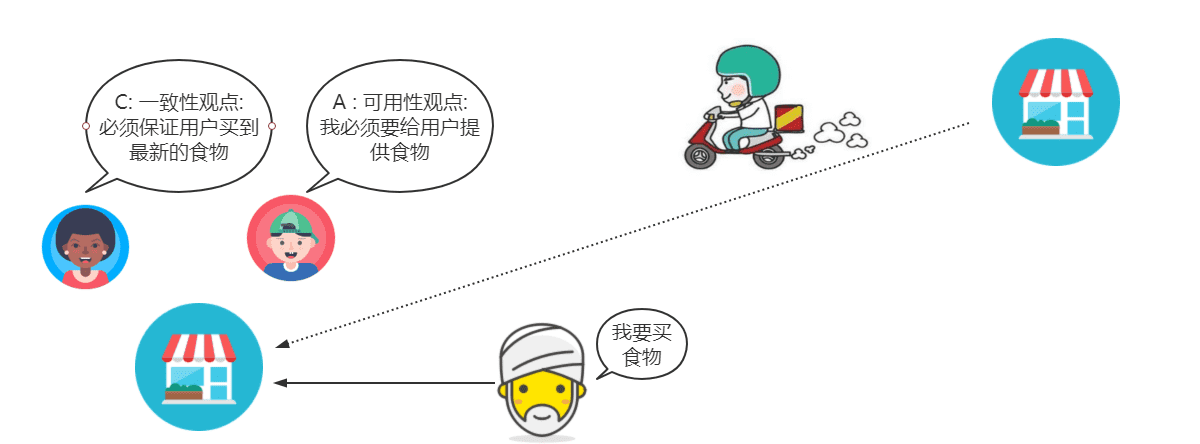 C: 一致性观点:
必须保证用户买到
最新的食物
A : 可用性观点:
我必须要给用户提
供食物
我要买
食物